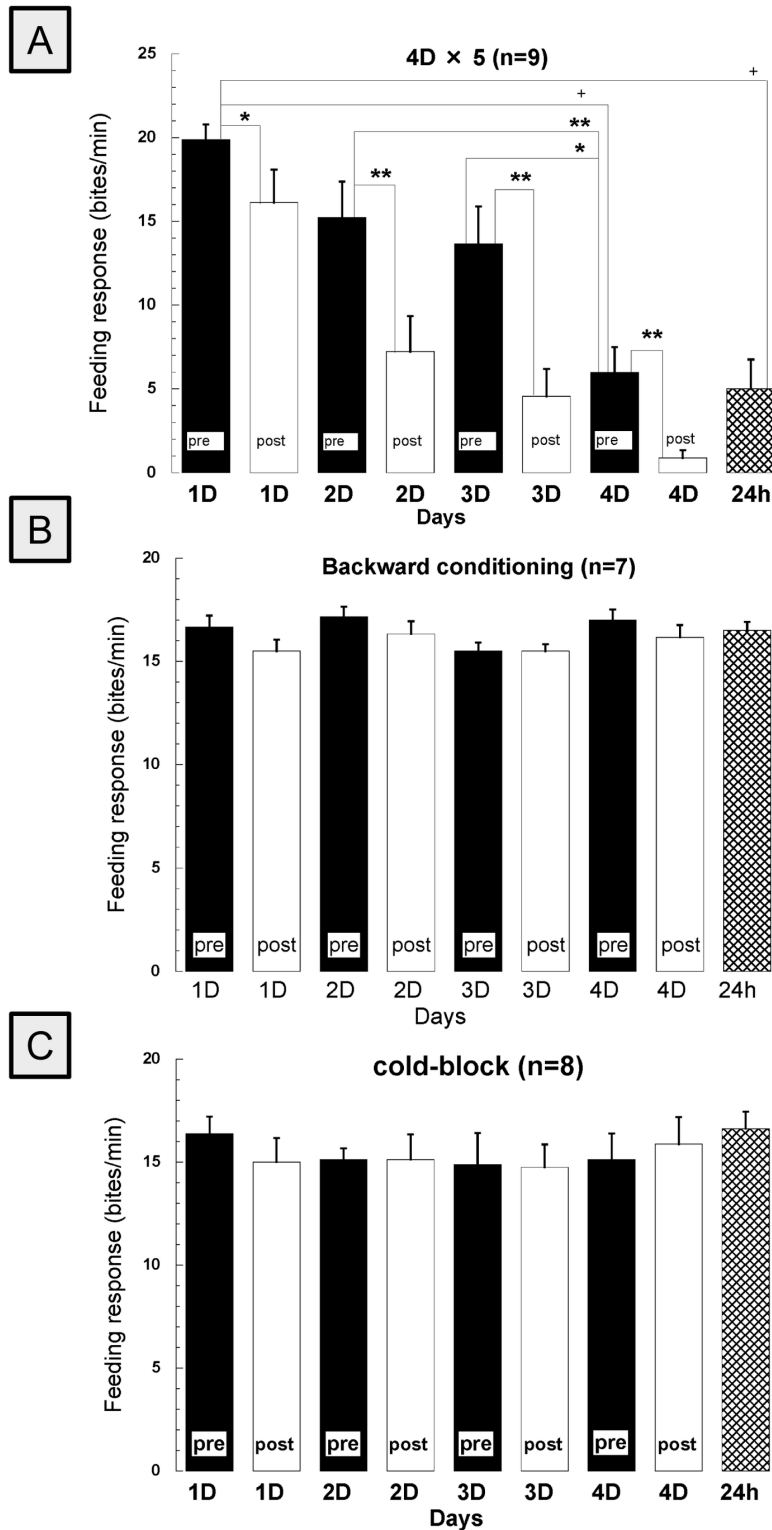 A
4D × 5 (n=9)
Feeding response (bites/min)
25
20
15
10
5
0
+
+
*
**
*
**
**
**
pre post pre post pre post pre post
1D 1D 2D 2D 3D 3D 4D 4D 24h
Days
B
Backward conditioning (n=7)
Feeding response (bites/min)
20
15
10
5
0
pre post pre post pre post pre post
1D 1D 2D 2D 3D 3D 4D 4D 24h
Days
C
cold-block (n=8)
Feeding response (bites/min)
20
15
10
5
0
pre post pre post pre post pre post
1D 1D 2D 2D 3D 3D 4D 4D 24h
Days